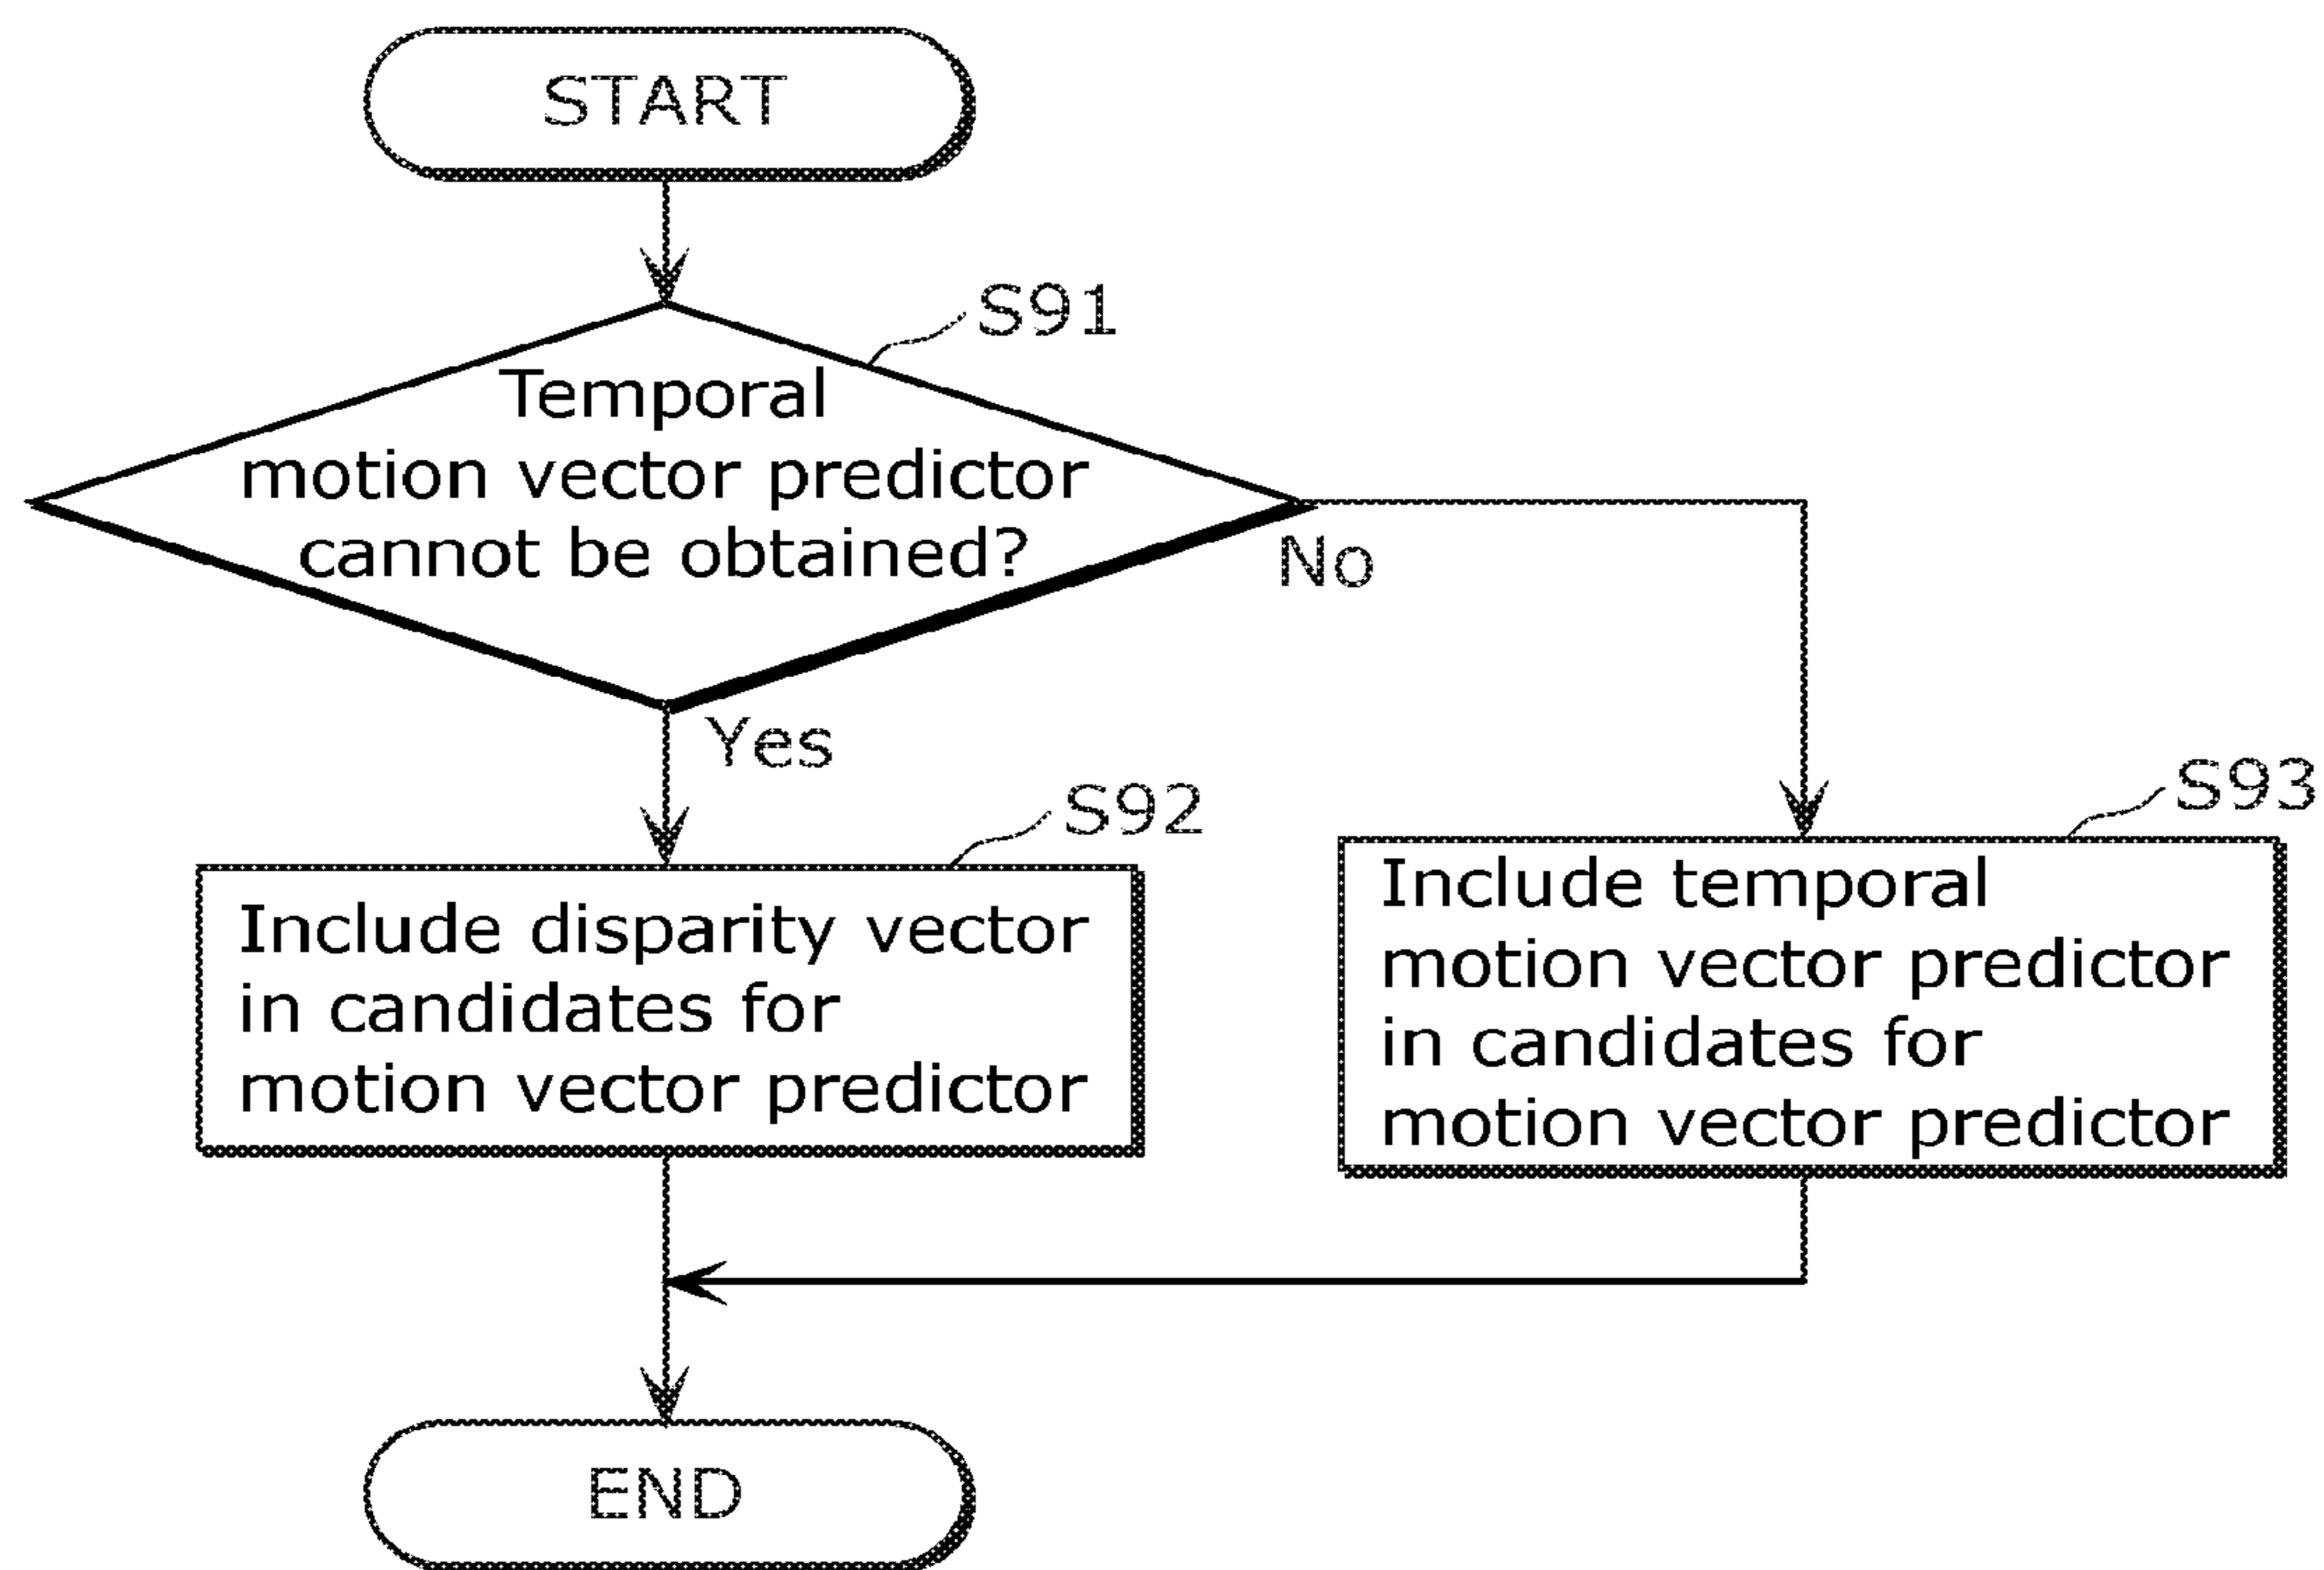 START
S91
Temporal
motion vector predictor
cannot be obtained?
No
Yes
S92
Include disparity vector
in candidates for
motion vector predictor
S93
Include temporal
motion vector predictor
in candidates for
motion vector predictor
END